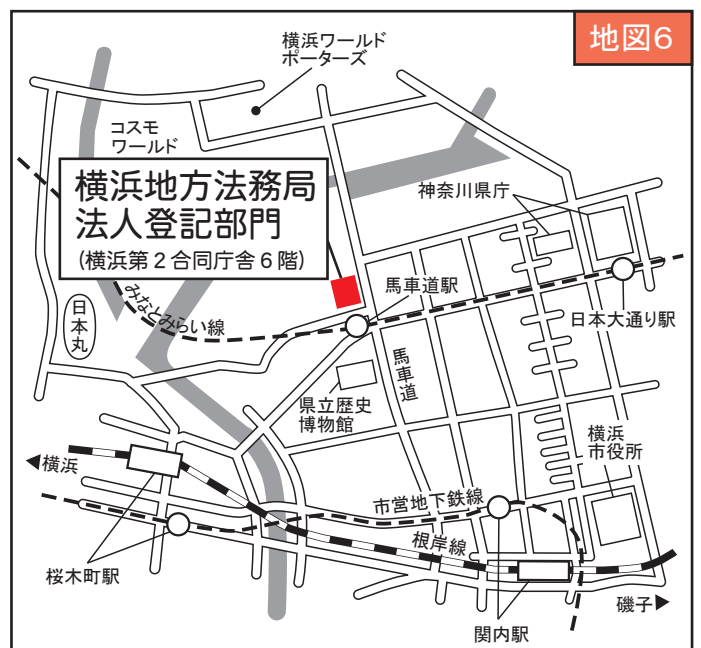 地図6
横浜ワールド
ポーターズ
コスモ
ワールド
横浜地方法務局
法人登記部門
(横浜第2合同庁舎6階)
神奈川県庁
みなとみらい線
馬車道駅
日本大通り駅
日本丸
馬車道
県立歴史
博物館
横浜
市役所
◀横浜
市営地下鉄線
根岸線
桜木町駅
関内駅
磯子▶